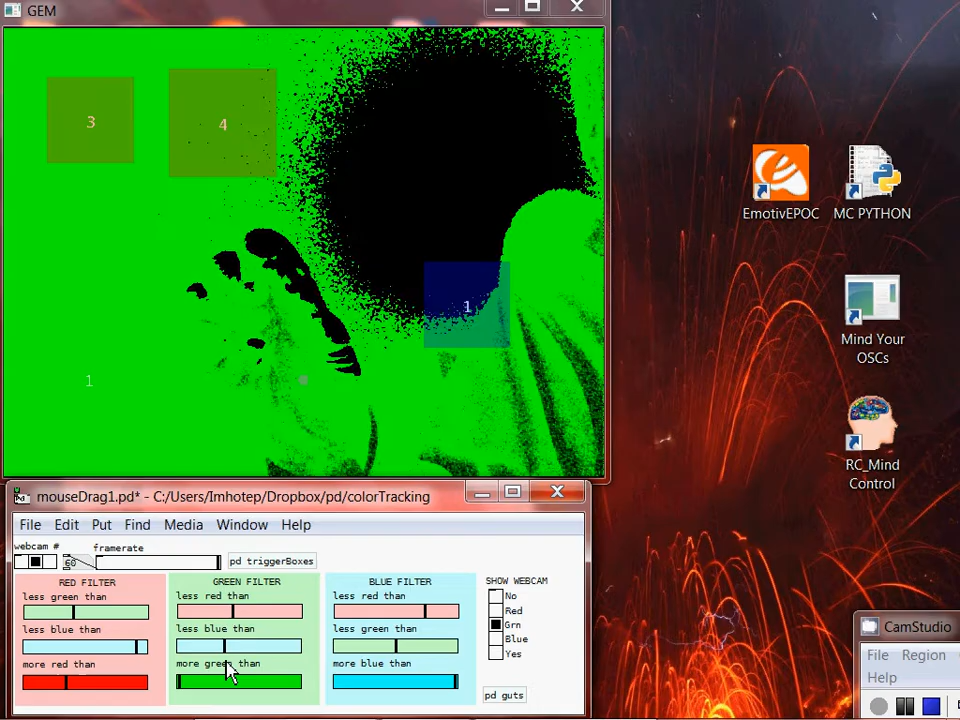 GEM
3
4
1
1
EmotivEPOC
MC PYTHON
Mind Your
OSCs
RC_Mind
Control
mouseDrag1.pd* - C:/Users/Imhotep/Dropbox/pd/colorTracking
File Edit Put Find Media Window Help
webcam # framerate
60 pd triggerBoxes
RED FILTER GREEN FILTER BLUE FILTER SHOW WEBCAM
less green than less red than less red than No
Red
less blue than less blue than less green than Grn
Blue
Yes
more red than more green than more blue than
pd guts
CamStudio
File Region
Help